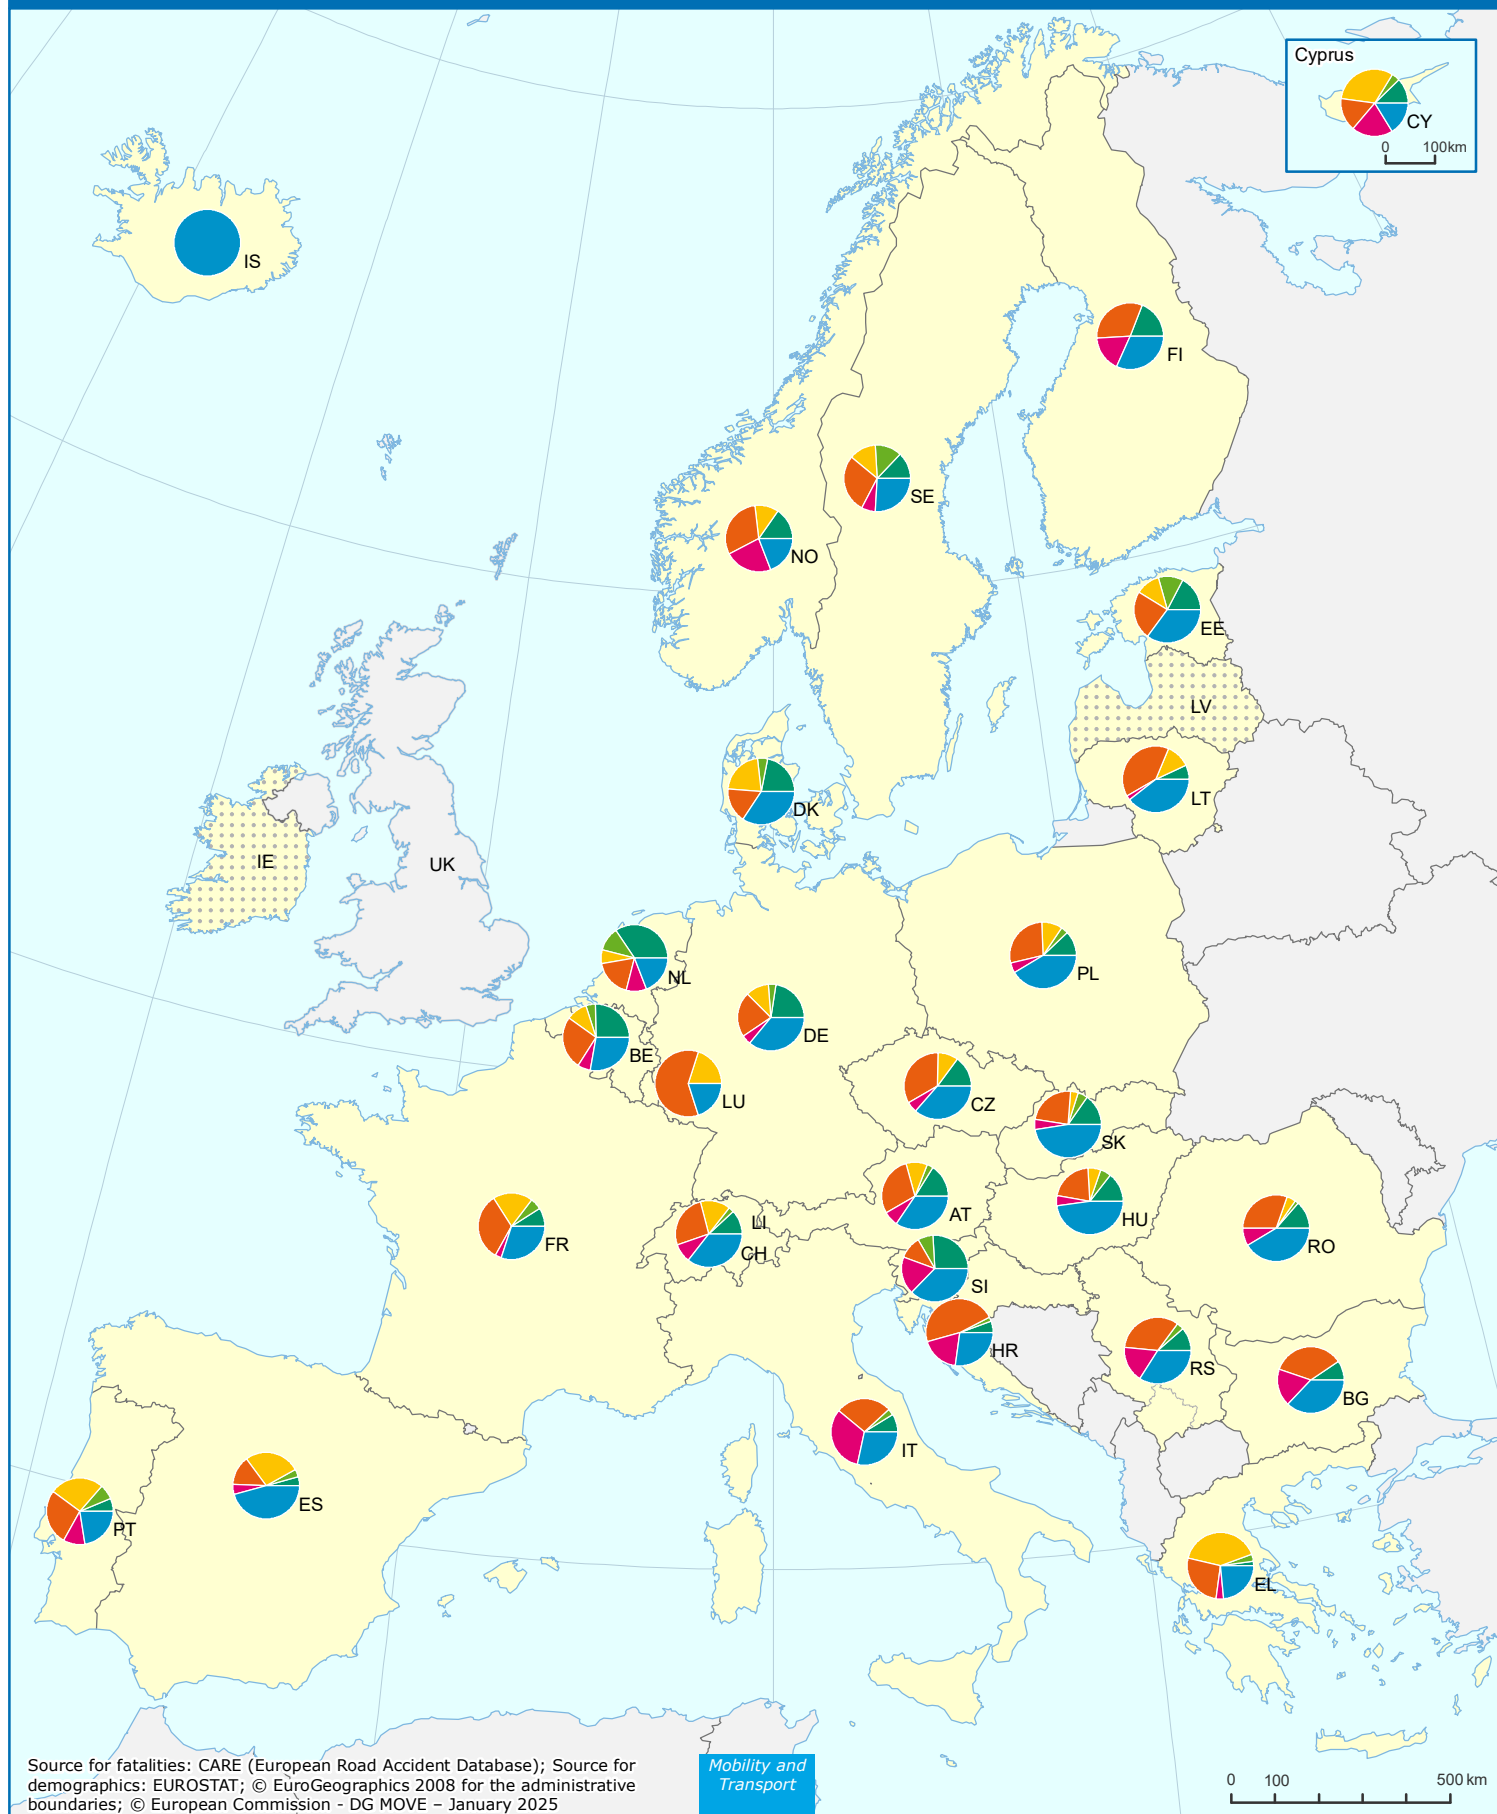 Cyprus
CY
0 100km
IS
FI
SE
NO
EE
LV
LT
DK
IE
UK
NL
PL
DE
BE
LU
CZ
SK
AT
HU
FR
LI
CH
RO
SI
HR
RS
BG
IT
ES
PT
EL
Source for fatalities: CARE (European Road Accident Database); Source for
demographics: EUROSTAT; © EuroGeographics 2008 for the administrative
boundaries; © European Commission - DG MOVE – January 2025
Mobility and
Transport
0 100 500 km